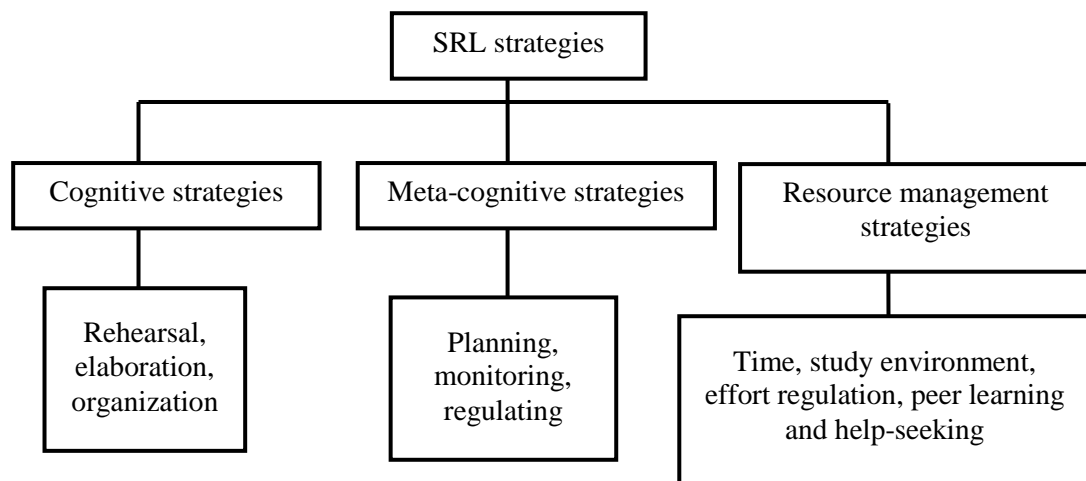 SRL strategies
Cognitive strategies
Meta-cognitive strategies
Resource management
strategies
Rehearsal,
elaboration,
organization
Planning,
monitoring,
regulating
Time, study environment,
effort regulation, peer learning
and help-seeking